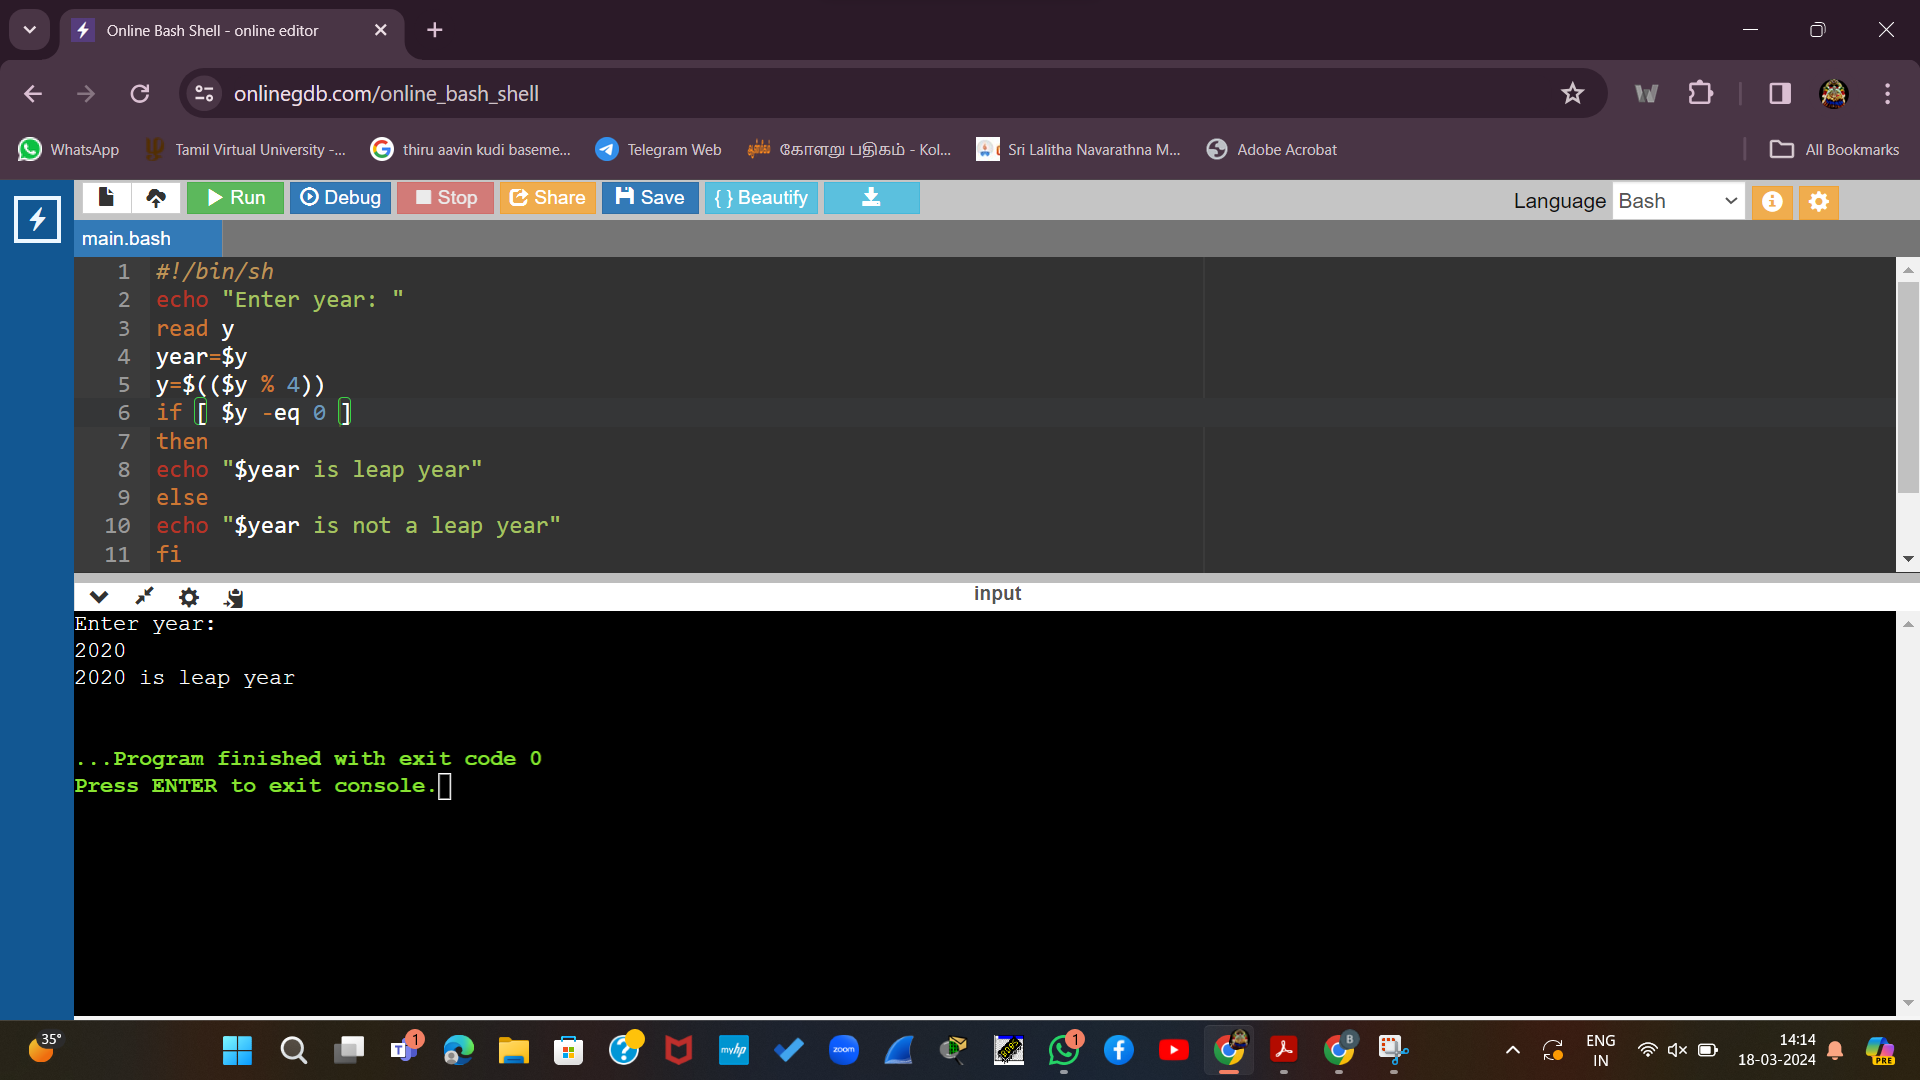 Online Bash Shell - online editor
onlinegdb.com/online_bash_shell
WhatsApp
Tamil Virtual University -...
thiru aavin kudi baseme...
Telegram Web
கோளறு பதிகம் - Kol...
Sri Lalitha Navarathna M...
Adobe Acrobat
All Bookmarks
Run
Debug
Stop
Share
Save
{ } Beautify
Language
Bash
main.bash
1 #!/bin/sh
2 echo "Enter year: "
3 read y
4 year=$y
5 y=$(($y % 4))
6 if [ $y -eq 0 ]
7 then
8 echo "$year is leap year"
9 else
10 echo "$year is not a leap year"
11 fi
input
Enter year:
2020
2020 is leap year
...Program finished with exit code 0
Press ENTER to exit console.
35°
1
myhp
zoom
1
B
ENG
IN
14:14
18-03-2024
PRE